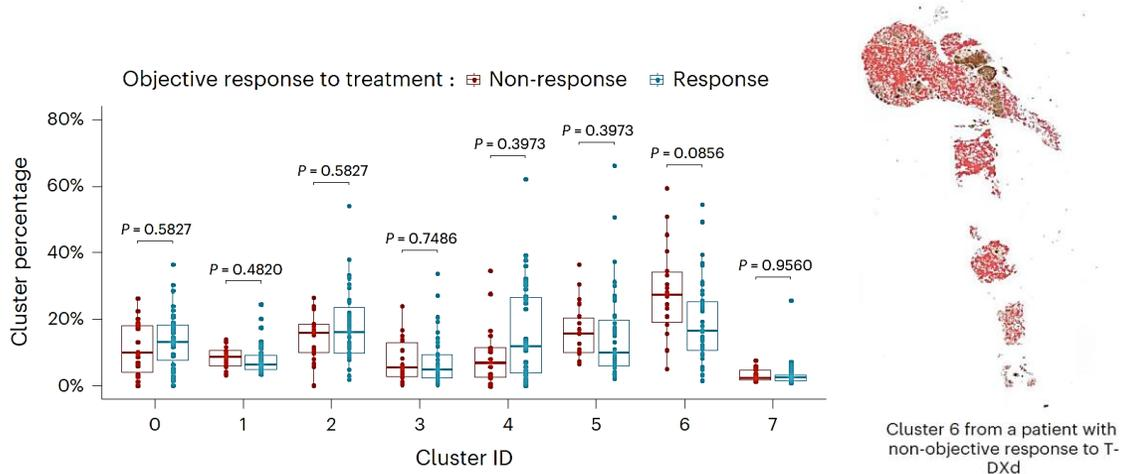 Objective response to treatment : Non-response Response
80%
60%
40%
20%
0%
Cluster percentage
P = 0.5827
P = 0.4820
P = 0.5827
P = 0.7486
P = 0.3973
P = 0.3973
P = 0.0856
P = 0.9560
0 1 2 3 4 5 6 7
Cluster ID
Cluster 6 from a patient with
non-objective response to T-
DXd